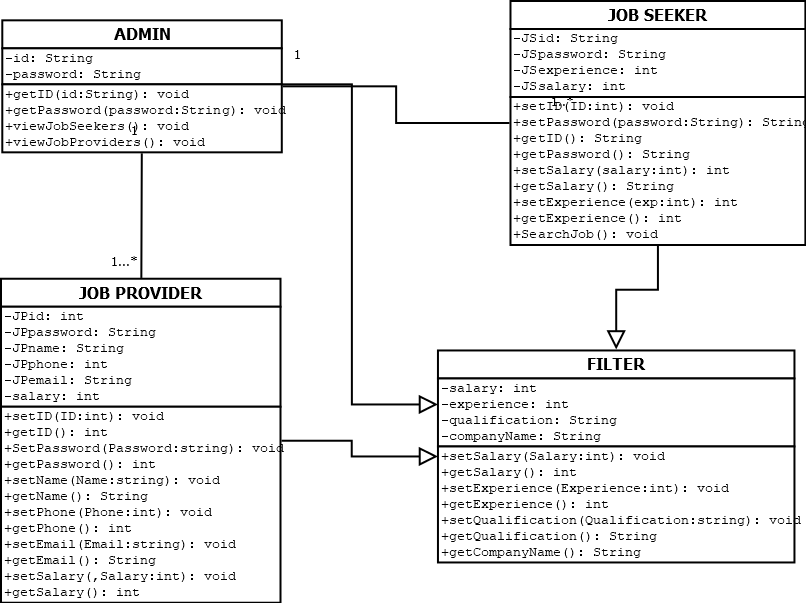 ADMIN
-id: String
-password: String
+getID(id:String): void
+getPassword(password:String): void
+viewJobSeekers(): void
+viewJobProviders(): void
1
1
1...*
JOB SEEKER
-JSid: String
-JSpassword: String
-JSexperience: int
-JSsalary: int
+setID(ID:int): void
+setPassword(password:String): Strin
+getID(): String
+getPassword(): String
+setSalary(salary:int): int
+getSalary(): String
+setExperience(exp:int): int
+getExperience(): int
+SearchJob(): void
JOB PROVIDER
-JPid: int
-JPpassword: String
-JPname: String
-JPphone: int
-JPemail: String
-salary: int
+setID(ID:int): void
+getID(): int
+SetPassword(Password:string): void
+getPassword(): int
+setName(Name:string): void
+getName(): String
+setPhone(Phone:int): void
+getPhone(): int
+setEmail(Email:string): void
+getEmail(): String
+setSalary(,Salary:int): void
+getSalary(): int
FILTER
-salary: int
-experience: int
-qualification: String
-companyName: String
+setSalary(Salary:int): void
+getSalary(): int
+setExperience(Experience:int): void
+getExperience(): int
+setQualification(Qualification:string): void
+getQualification(): String
+getCompanyName(): String